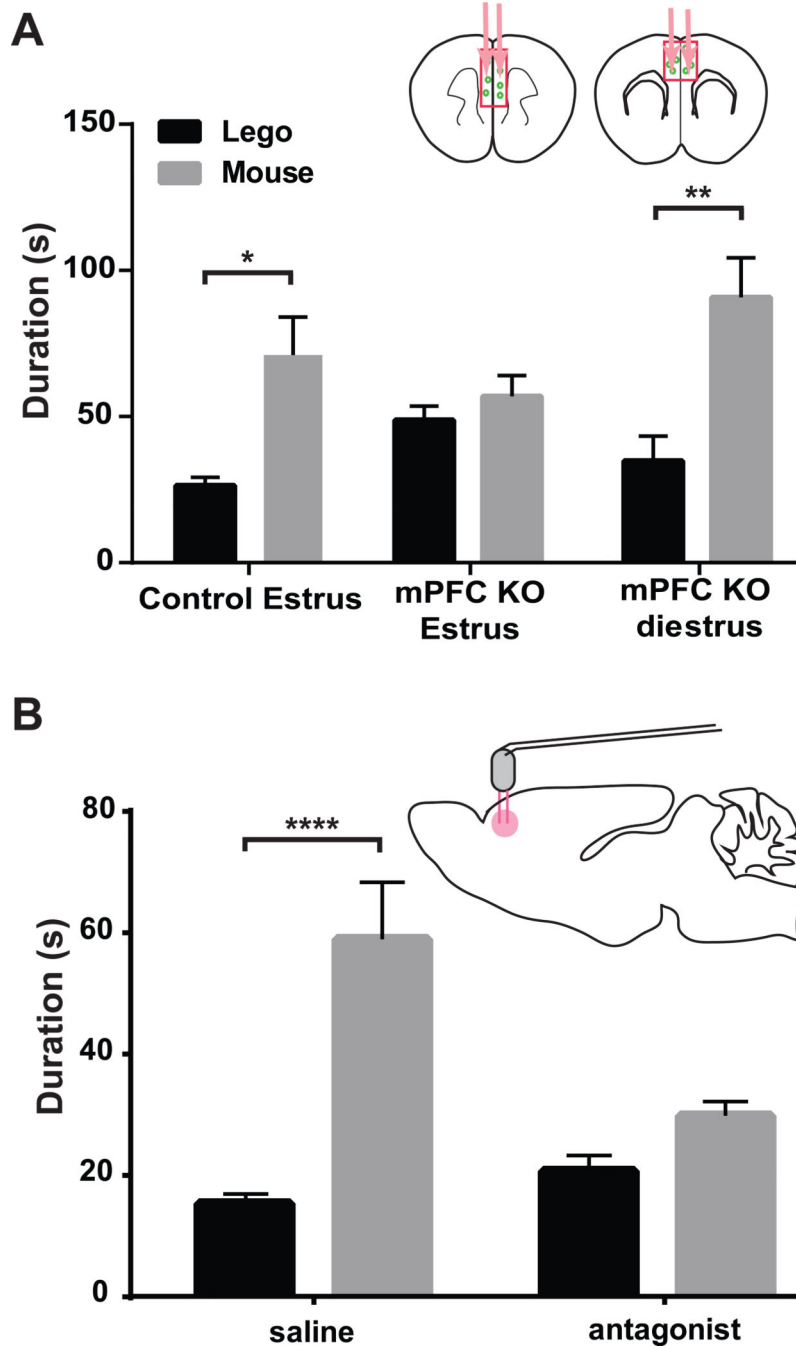 A
150
100
50
0
Duration (s)
Lego
Mouse
*
**
Control Estrus
mPFC KO
Estrus
mPFC KO
diestrus
B
80
60
40
20
0
Duration (s)
****
saline
antagonist